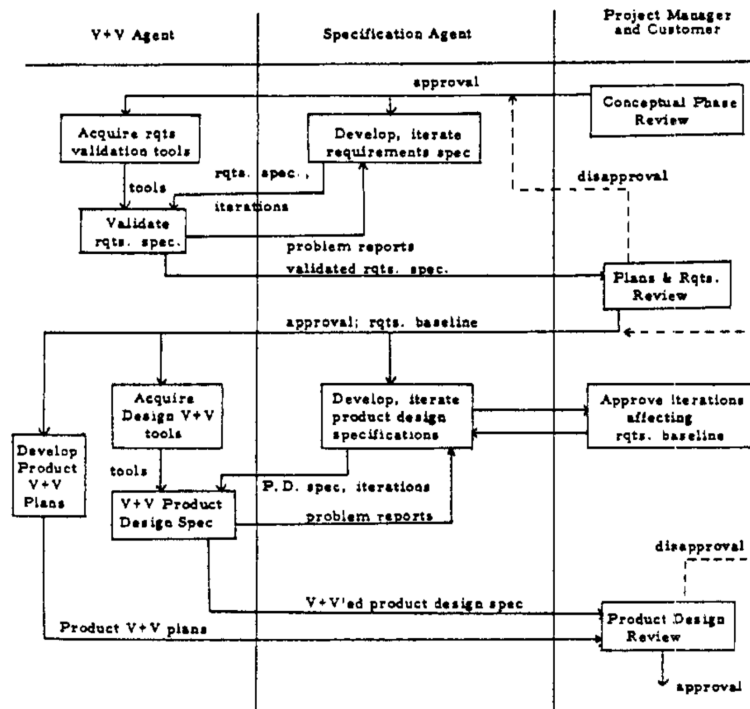 V+V Agent
Specification Agent
Project Manager
and Customer
approval
Conceptual Phase
Review
Acquire rqts
validation tools
Develop, iterate
requirements spec
disapproval
tools
rqts. spec.,
iterations
Validate
rqts. spec.
problem reports
validated rqts. spec.
Plans & Rqts.
Review
approval; rqts. baseline
Acquire
Design V+V
tools
Develop, iterate
product design
specifications
Approve iterations
affecting
rqts. baseline
Develop
Product
V+V
Plans
tools
P.D. spec, iterations
V+V Product
Design Spec
problem reports
disapproval
V+V'ed product design spec
Product V+V plans
Product Design
Review
approval